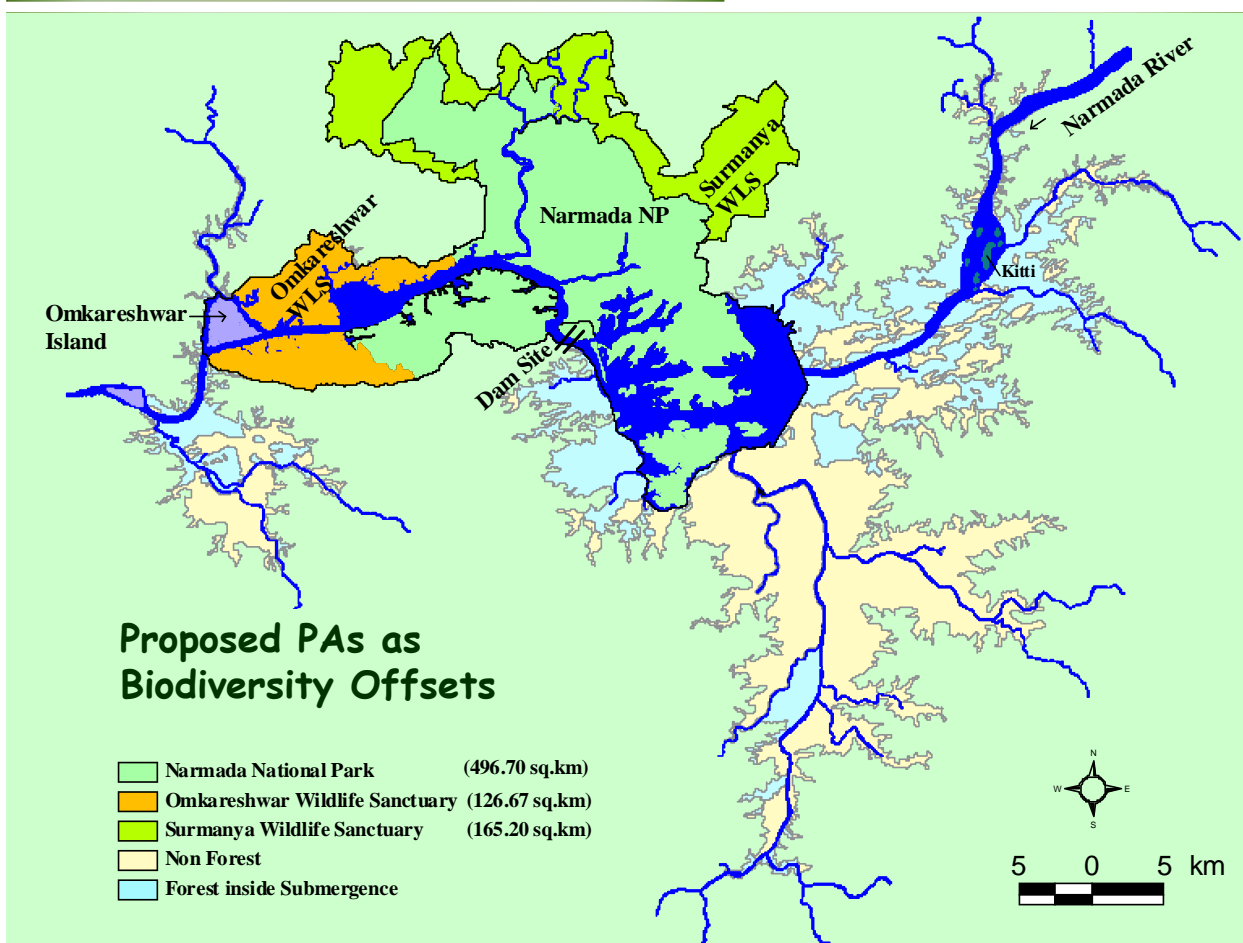 Narmada River
Surmanya
WLS
Narmada NP
Kitti
Omkareshwar
WLS
Omkareshwar
Island
Dam Site
Proposed PAs as
Biodiversity Offsets
Narmada National Park (496.70 sq.km)
Omkareshwar Wildlife Sanctuary (126.67 sq.km)
Surmanya Wildlife Sanctuary (165.20 sq.km)
Non Forest
Forest inside Submergence
N
W E
S
5 0 5 km